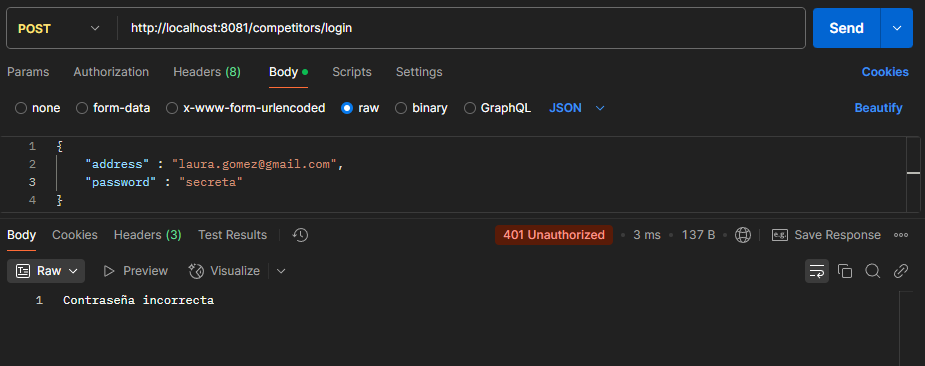 POST http://localhost:8081/competitors/login Send
Params Authorization Headers (8) Body Scripts Settings Cookies
none form-data x-www-form-urlencoded raw binary GraphQL JSON Beautify
1 {
2 "address" : "laura.gomez@gmail.com",
3 "password" : "secreta"
4 }
Body Cookies Headers (3) Test Results 401 Unauthorized • 3 ms • 137 B e.g. Save Response
Raw Preview Visualize
1 Contraseña incorrecta